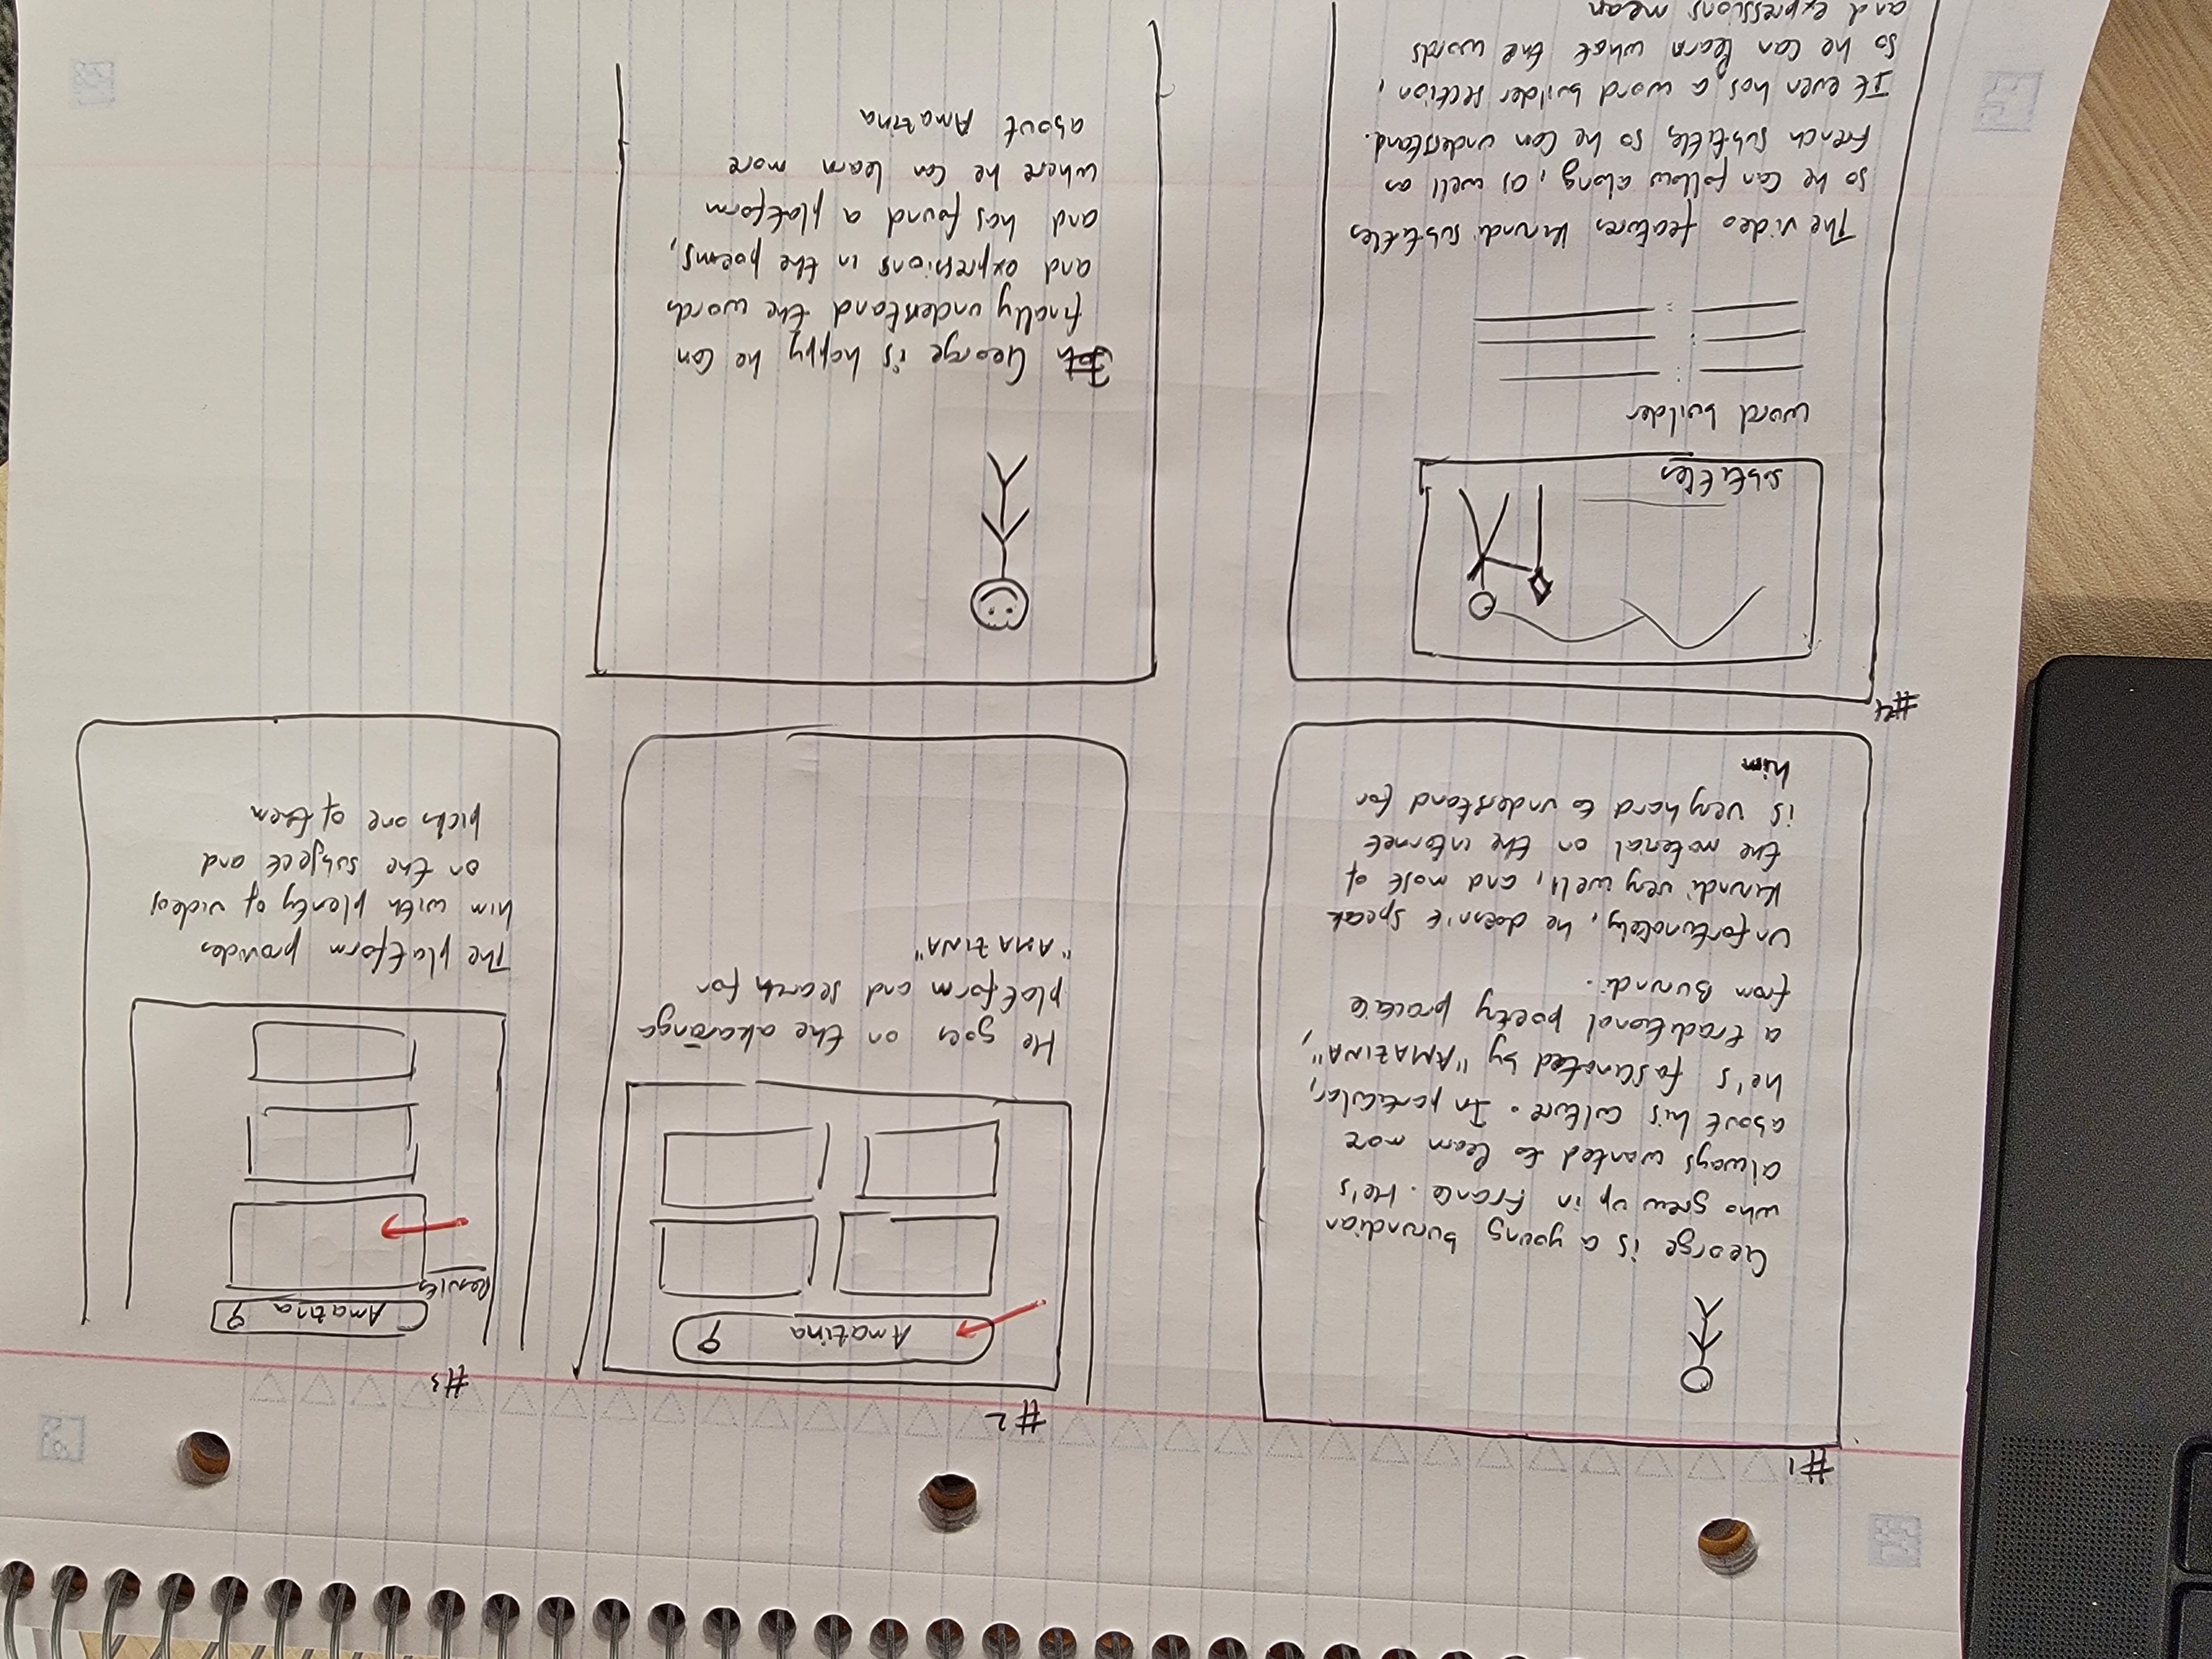 #1
George is a young burundian
who grew up in France. He's
always wanted to learn more
about his culture. In particular,
he's fascinated by "AMAZINA",
a traditional poetry practice
from Burundi.
Unfortunately, he doesn't speak
Kirundi very well, and most of
the material on the internet
is very hard to understand for
him
#2
Amazina
He goes on the akaranga
platform and search for
"AMAZINA"
#3
Amazina
Results
The platform provides
him with plenty of videos
on the subject and
picks one of them
#4
subtitles
word builder
The video features Kirundi subtitles
so he can follow along, as well as
French subtitles so he can understand.
It even has a word builder section,
so he can learn what the words
and expressions mean
George is happy he can
finally understand the words
and expressions in the poems,
and has found a platform
where he can learn more
about Amazina